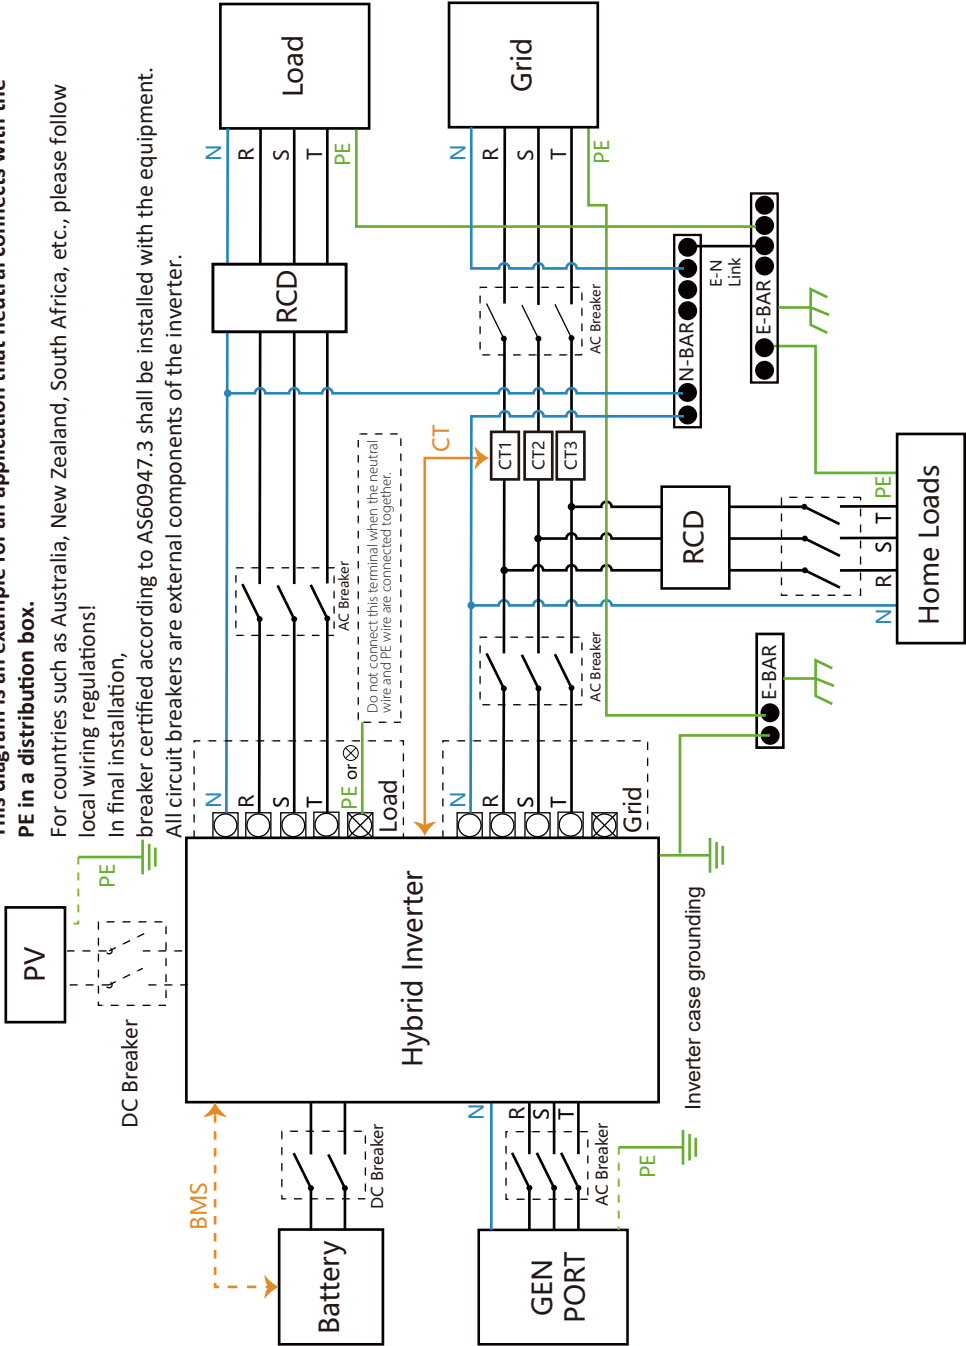 This diagram is an example for an application that neutral connects with the
PE in a distribution box.
For countries such as Australia, New Zealand, South Africa, etc., please follow
local wiring regulations!
In final installation,
breaker certified according to AS60947.3 shall be installed with the equipment.
All circuit breakers are external components of the inverter.
PV
PE
DC Breaker
BMS
Battery
DC Breaker
GEN
PORT
N
R
S
T
AC Breaker
PE
Hybrid Inverter
Inverter case grounding
N
R
S
T
PE or
Load
AC Breaker
Do not connect this terminal when the neutral
wire and PE wire are connected together.
RCD
N
R
S
T
PE
Load
CT
N
R
S
T
Grid
AC Breaker
CT1
CT2
CT3
AC Breaker
N
R
S
T
PE
Grid
N-BAR
E-N
Link
E-BAR
E-BAR
RCD
N
R
S
T
PE
Home Loads